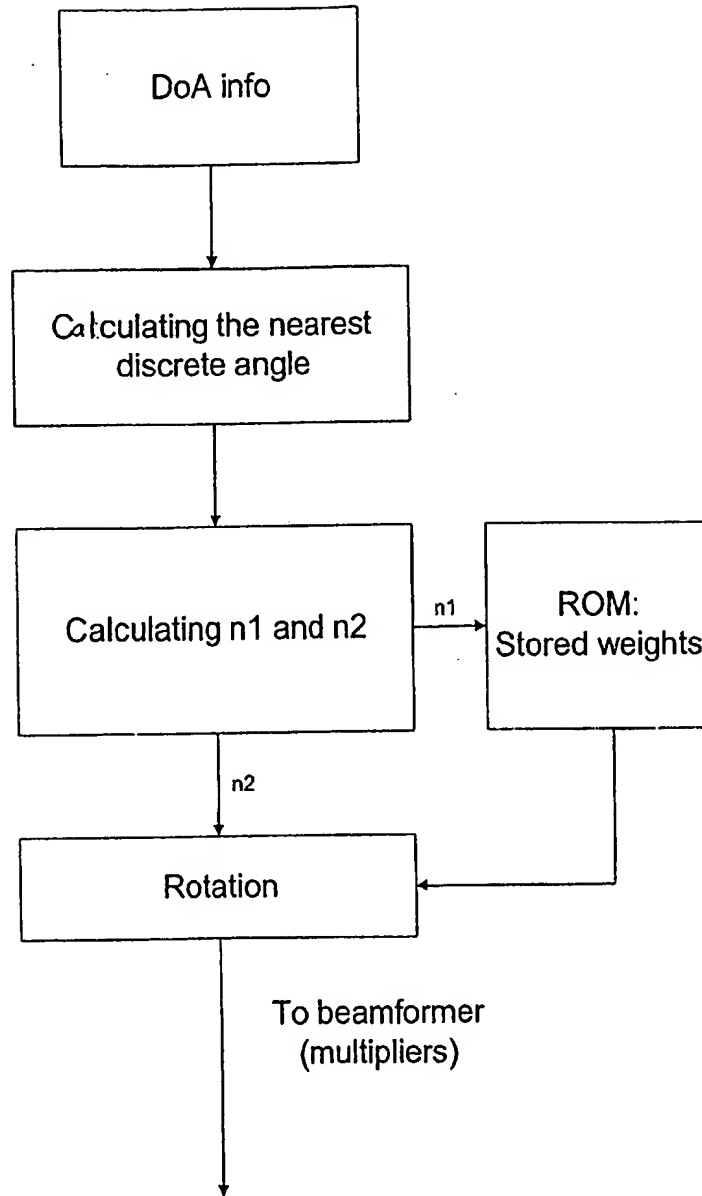 DoA info
Calculating the nearest
discrete angle
Calculating n1 and n2
n1
ROM:
Stored weights
n2
Rotation
To beamformer
(multipliers)